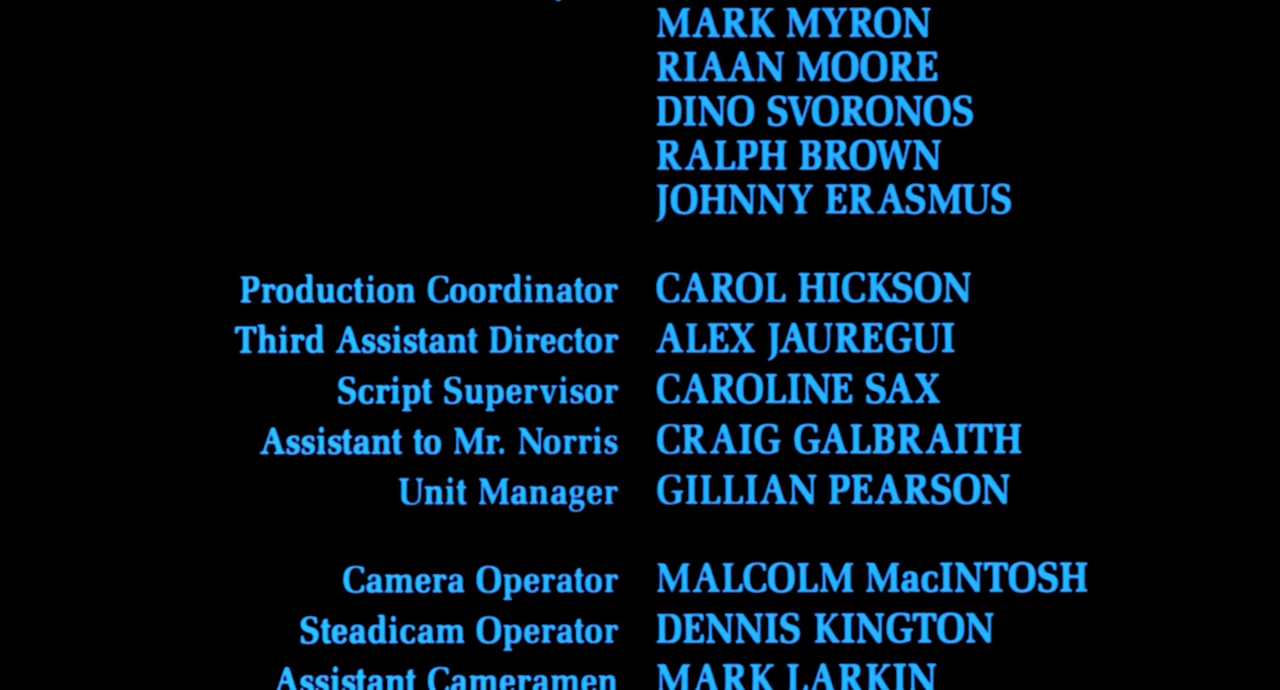 MARK MYRON
RIAAN MOORE
DINO SVORONOS
RALPH BROWN
JOHNNY ERASMUS
Production Coordinator CAROL HICKSON
Third Assistant Director ALEX JAUREGUI
Script Supervisor CAROLINE SAX
Assistant to Mr. Norris CRAIG GALBRAITH
Unit Manager GILLIAN PEARSON
Camera Operator MALCOLM MacINTOSH
Steadicam Operator DENNIS KINGTON
Assistant Cameramen MARK LARKIN